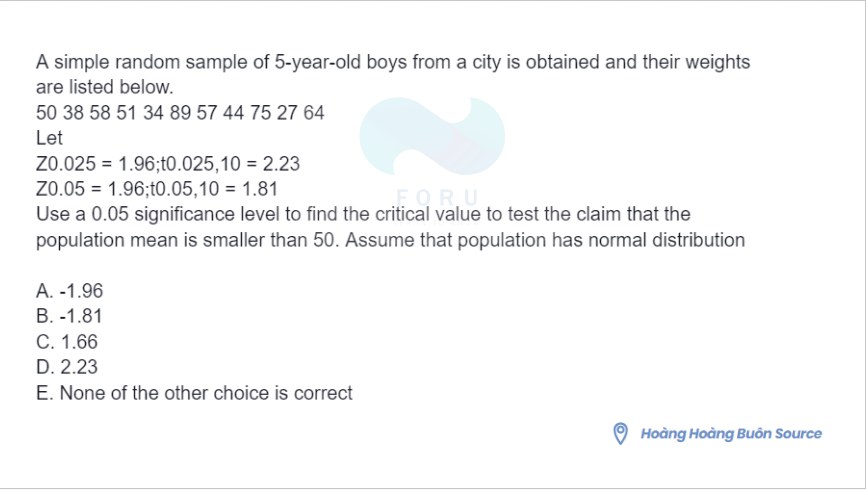 A simple random sample of 5-year-old boys from a city is obtained and their weights
are listed below.
50 38 58 51 34 89 57 44 75 27 64
Let
Z0.025 = 1.96;t0.025,10 = 2.23
Z0.05 = 1.96;t0.05,10 = 1.81
FORU
Use a 0.05 significance level to find the critical value to test the claim that the
population mean is smaller than 50. Assume that population has normal distribution
A. -1.96
B. -1.81
C. 1.66
D. 2.23
E. None of the other choice is correct
Hoàng Hoàng Buôn Source